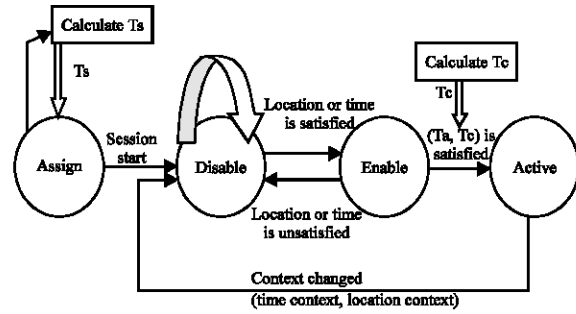 Calculate Ts
Ts
Calculate Tc
Tc
Location or time
is satisfied
(Ta, Tc) is
satisfied
Session
start
Assign
Disable
Enable
Active
Location or time
is unsatisfied
Context changed
(time context, location context)